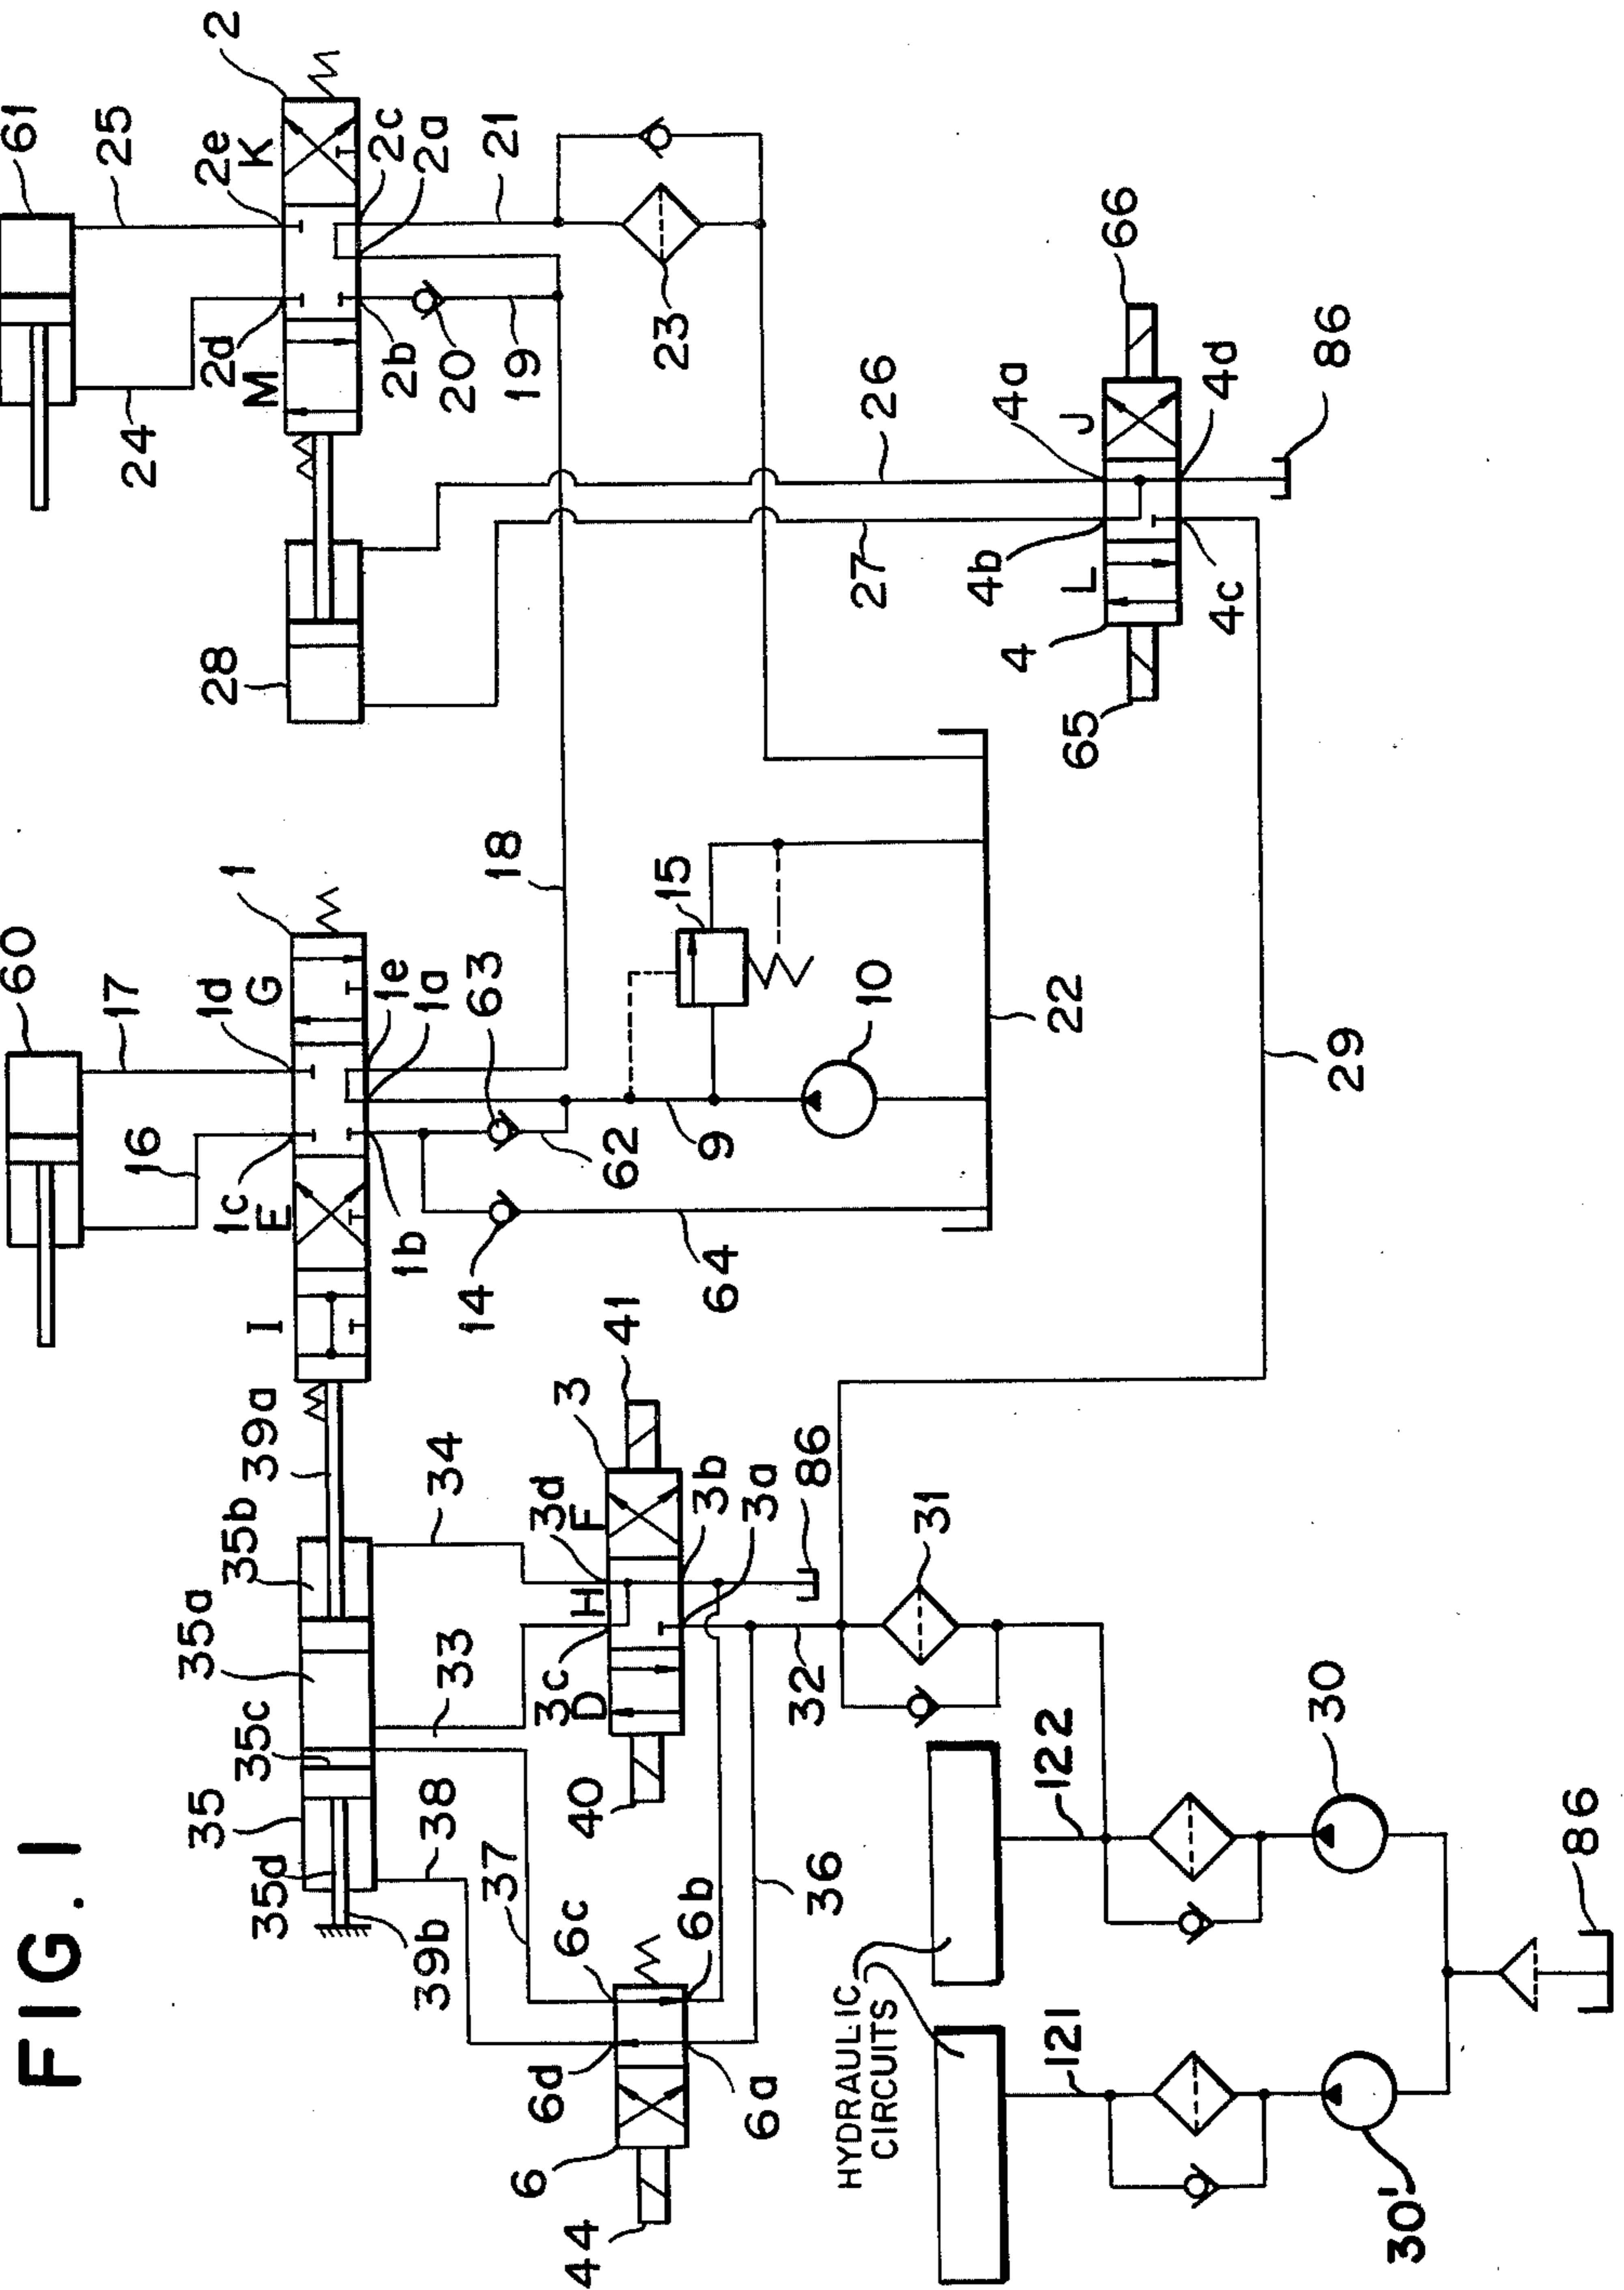 FIG. 1
60
61
17
25
16
24
1
2
1d
G
1c
E
I
1e
1a
1b
63
62
14
64
9
15
10
18
22
2e
K
2d
M
2c
2a
2b
20
19
21
23
28
26
27
4a
J
4b
L
4
4c
4d
65
66
86
29
35
35a
35b
35c
35d
39a
39b
33
34
37
38
3
3d
F
H
3c
D
3b
3a
40
41
86
32
31
36
6c
6b
6d
6a
6
44
HYDRAULIC
CIRCUITS
122
121
30
30'
86